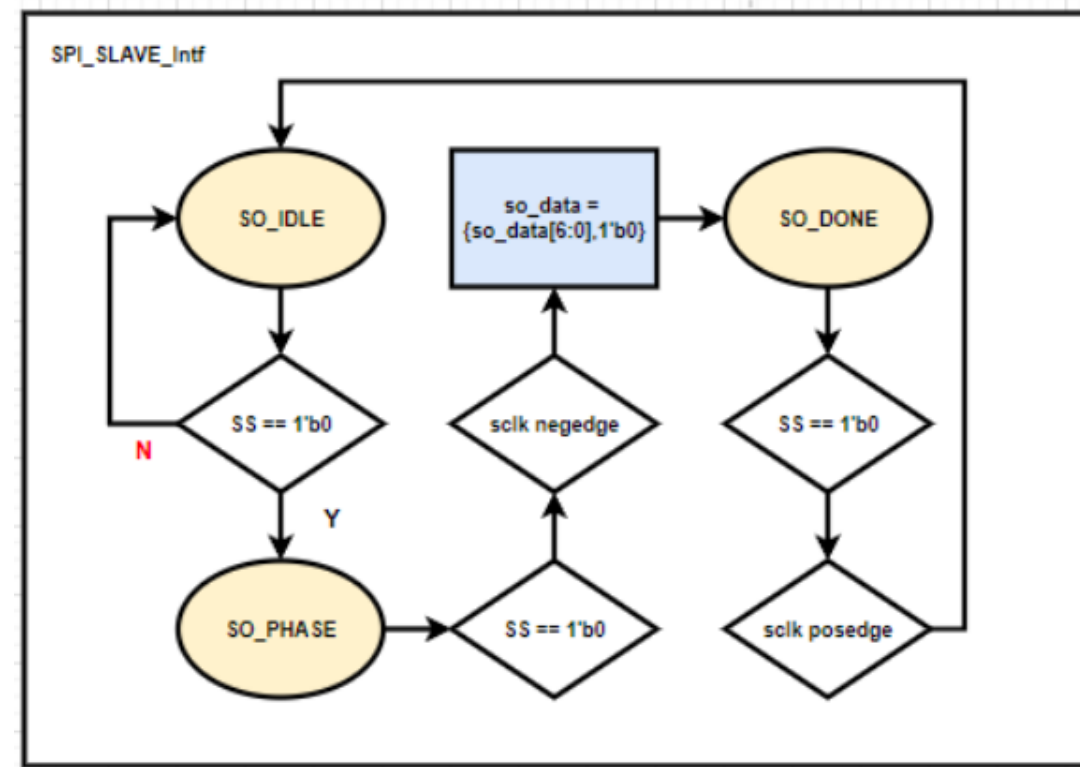 SPI_SLAVE_Intf
SO_IDLE
so_data =
{so_data[6:0],1'b0}
SO_DONE
SS == 1'b0
sclk negedge
SS == 1'b0
N
Y
SO_PHASE
SS == 1'b0
sclk posedge